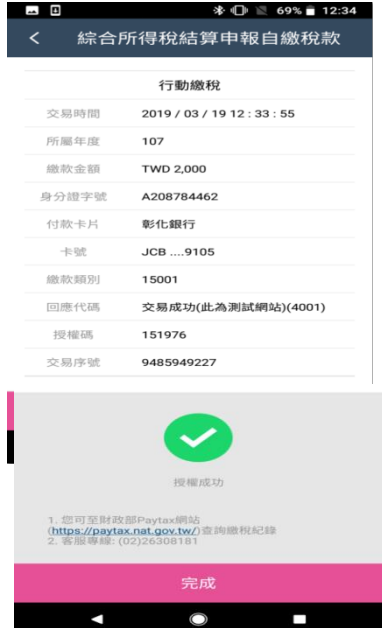 69% 12:34
綜合所得稅結算申報自繳稅款
行動繳稅
交易時間 2019 / 03 / 19 12 : 33 : 55
所屬年度 107
繳款金額 TWD 2,000
身分證字號 A208784462
付款卡片 彰化銀行
卡號 JCB ....9105
繳款類別 15001
回應代碼 交易成功(此為測試網站)(4001)
授權碼 151976
交易序號 9485949227
授權成功
1. 您可至財政部Paytax網站
(https://paytax.nat.gov.tw/)查詢繳稅紀錄
2. 客服專線: (02)26308181
完成